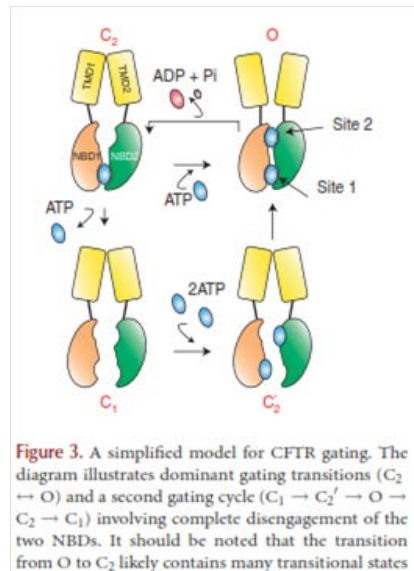 C₂
O
TMD1
TMD2
ADP + Pi
Site 2
NBD1
NBD2
Site 1
ATP
ATP
2ATP
C₁
C₂′
Figure 3. A simplified model for CFTR gating. The
diagram illustrates dominant gating transitions (C₂
↔ O) and a second gating cycle (C₁ → C₂′ → O →
C₂ → C₁) involving complete disengagement of the
two NBDs. It should be noted that the transition
from O to C₂ likely contains many transitional states